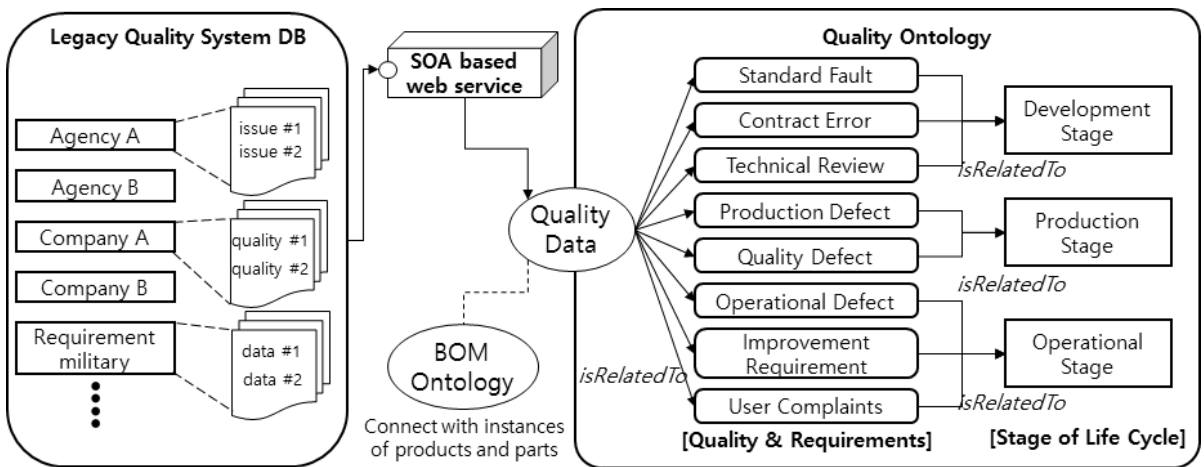 Legacy Quality System DB
Agency A
Agency B
Company A
Company B
Requirement
military
issue #1
issue #2
quality #1
quality #2
data #1
data #2
SOA based
web service
Quality
Data
BOM
Ontology
Connect with instances
of products and parts
Quality Ontology
Standard Fault
Contract Error
Technical Review
Production Defect
Quality Defect
Operational Defect
Improvement
Requirement
User Complaints
isRelatedTo
[Quality & Requirements]
Development
Stage
isRelatedTo
Production
Stage
isRelatedTo
Operational
Stage
isRelatedTo
[Stage of Life Cycle]